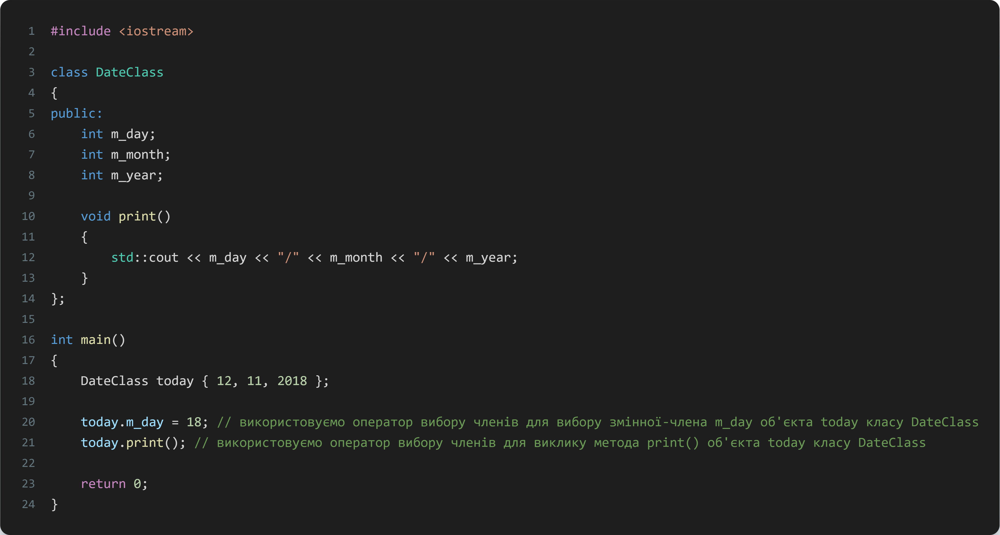 1 #include <iostream>
2
3 class DateClass
4 {
5 public:
6     int m_day;
7     int m_month;
8     int m_year;
9
10     void print()
11     {
12         std::cout << m_day << "/" << m_month << "/" << m_year;
13     }
14 };
15
16 int main()
17 {
18     DateClass today { 12, 11, 2018 };
19
20     today.m_day = 18; // використовуємо оператор вибору членів для вибору змінної-члена m_day об'єкта today класу DateClass
21     today.print(); // використовуємо оператор вибору членів для виклику метода print() об'єкта today класу DateClass
22
23     return 0;
24 }